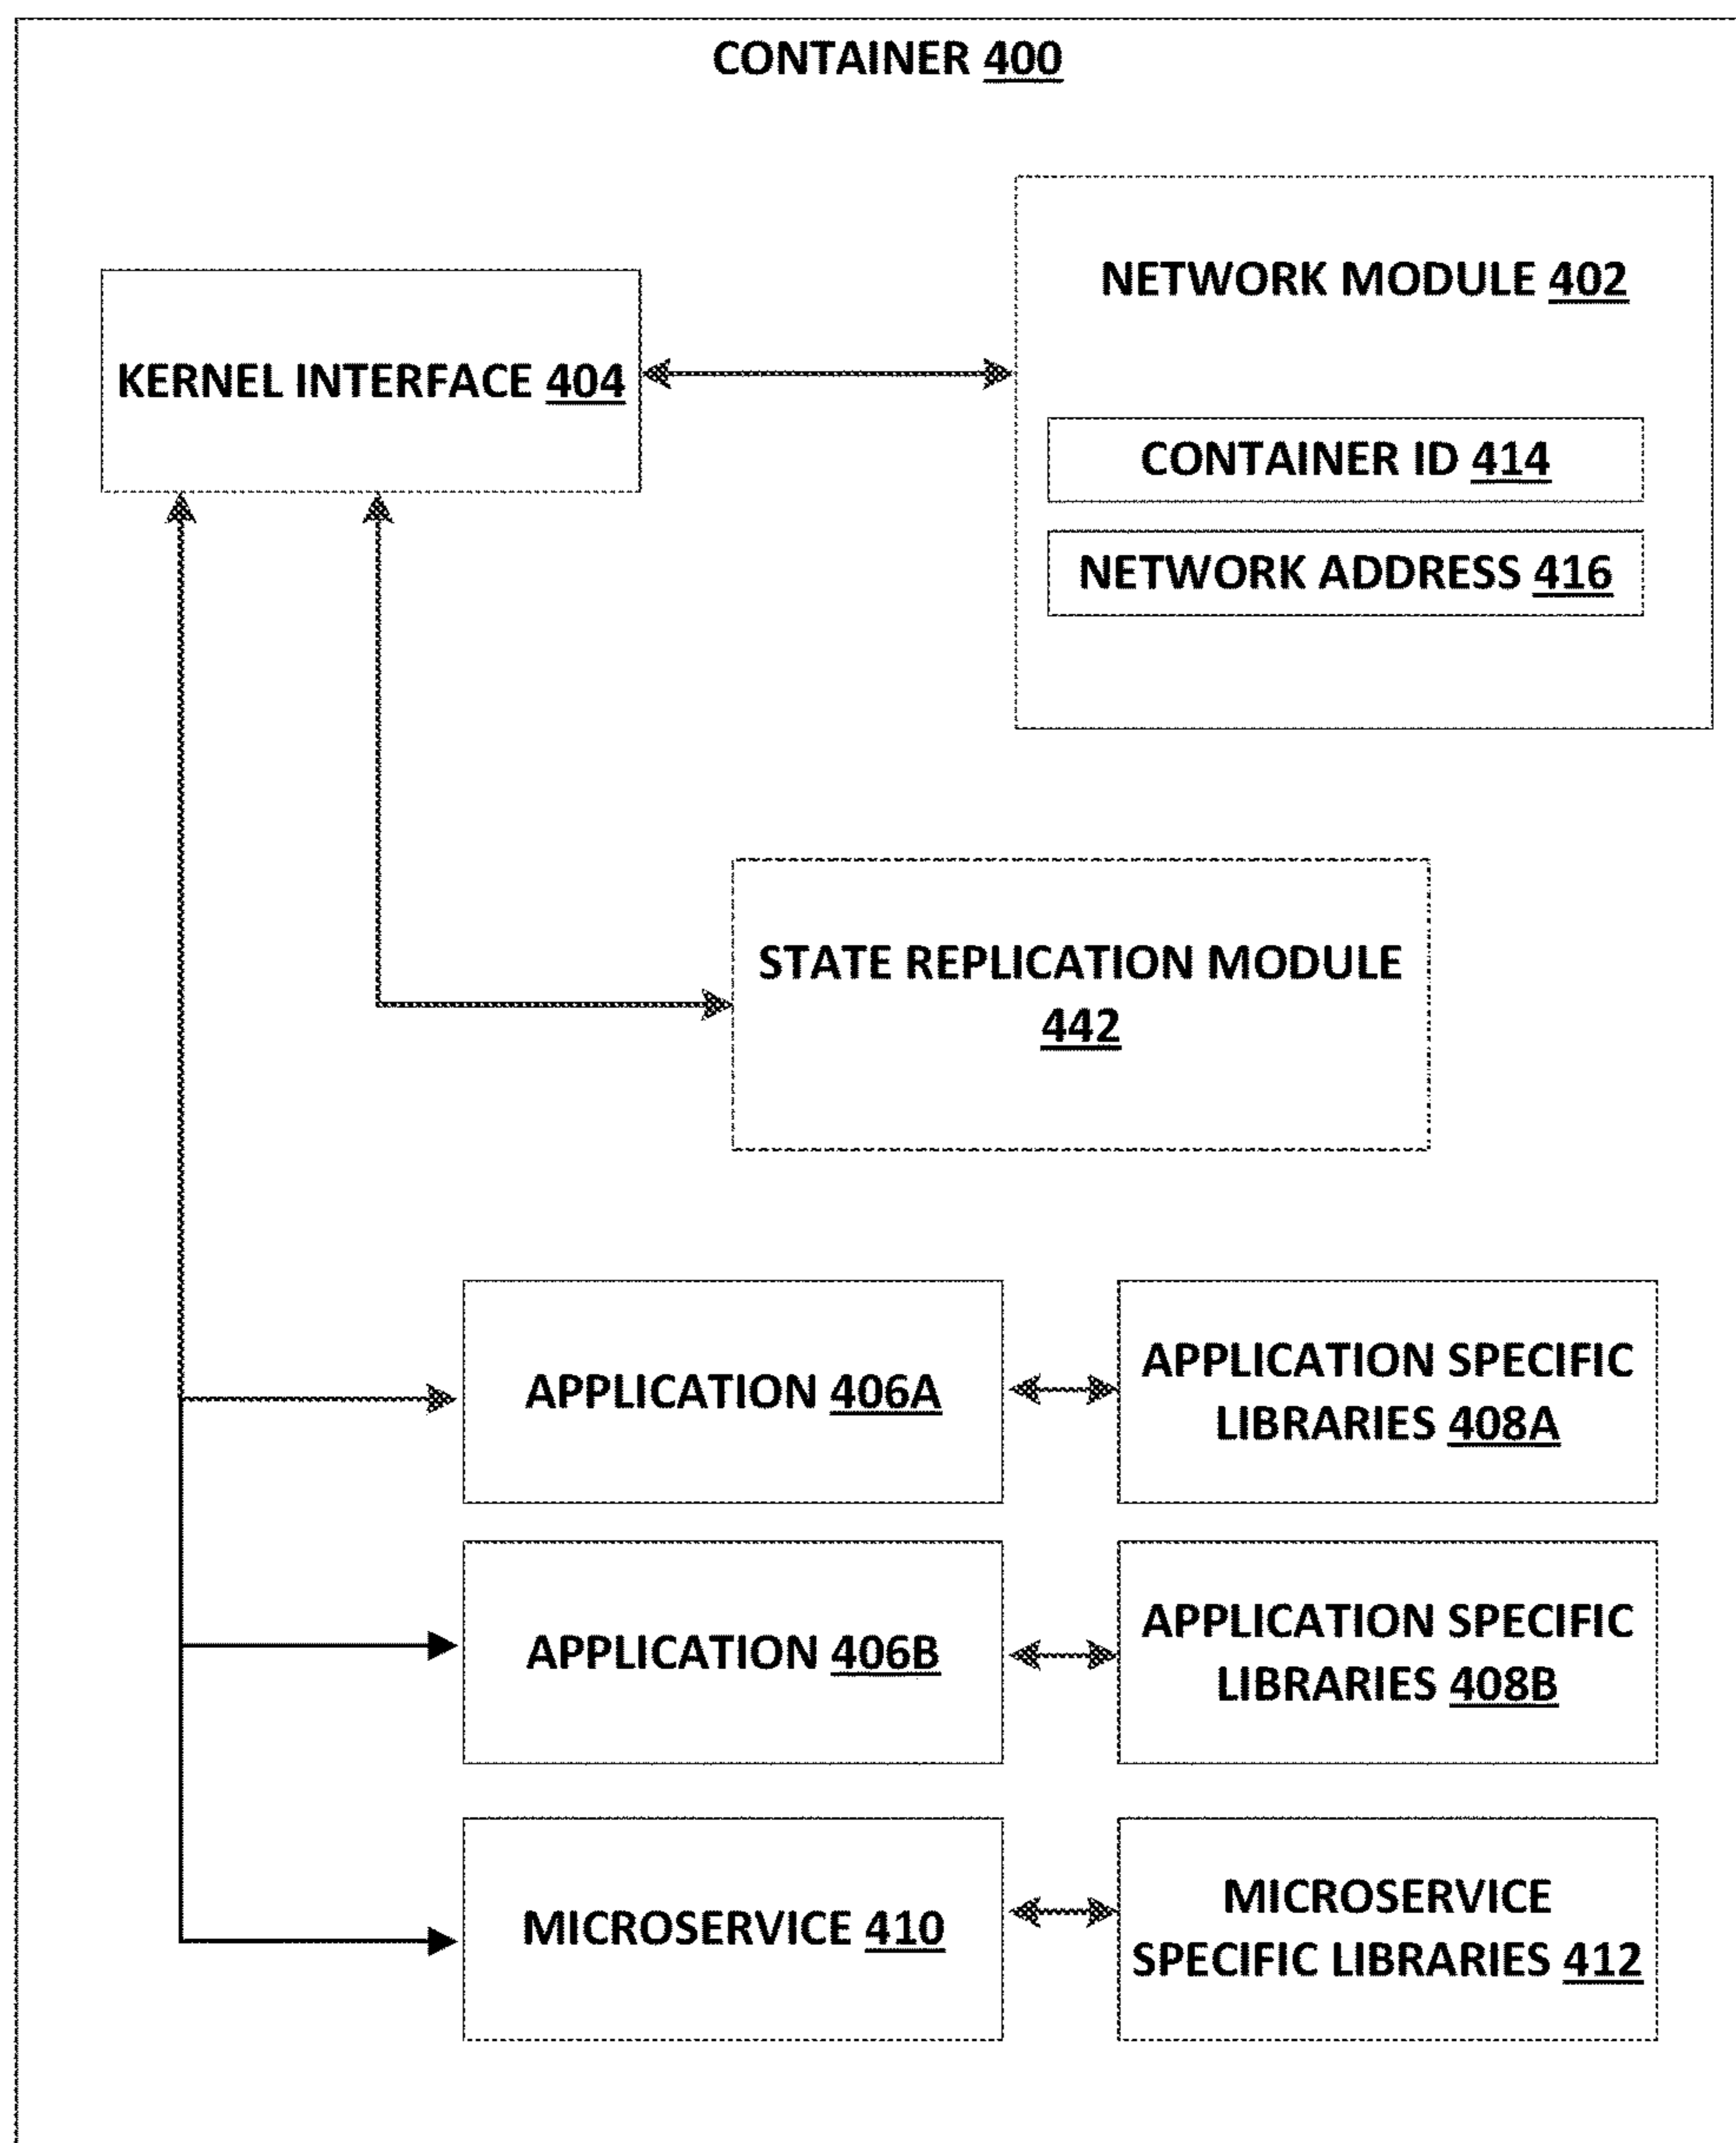 CONTAINER 400
NETWORK MODULE 402
KERNEL INTERFACE 404
CONTAINER ID 414
NETWORK ADDRESS 416
STATE REPLICATION MODULE
442
APPLICATION 406A
APPLICATION SPECIFIC
LIBRARIES 408A
APPLICATION 406B
APPLICATION SPECIFIC
LIBRARIES 408B
MICROSERVICE 410
MICROSERVICE
SPECIFIC LIBRARIES 412